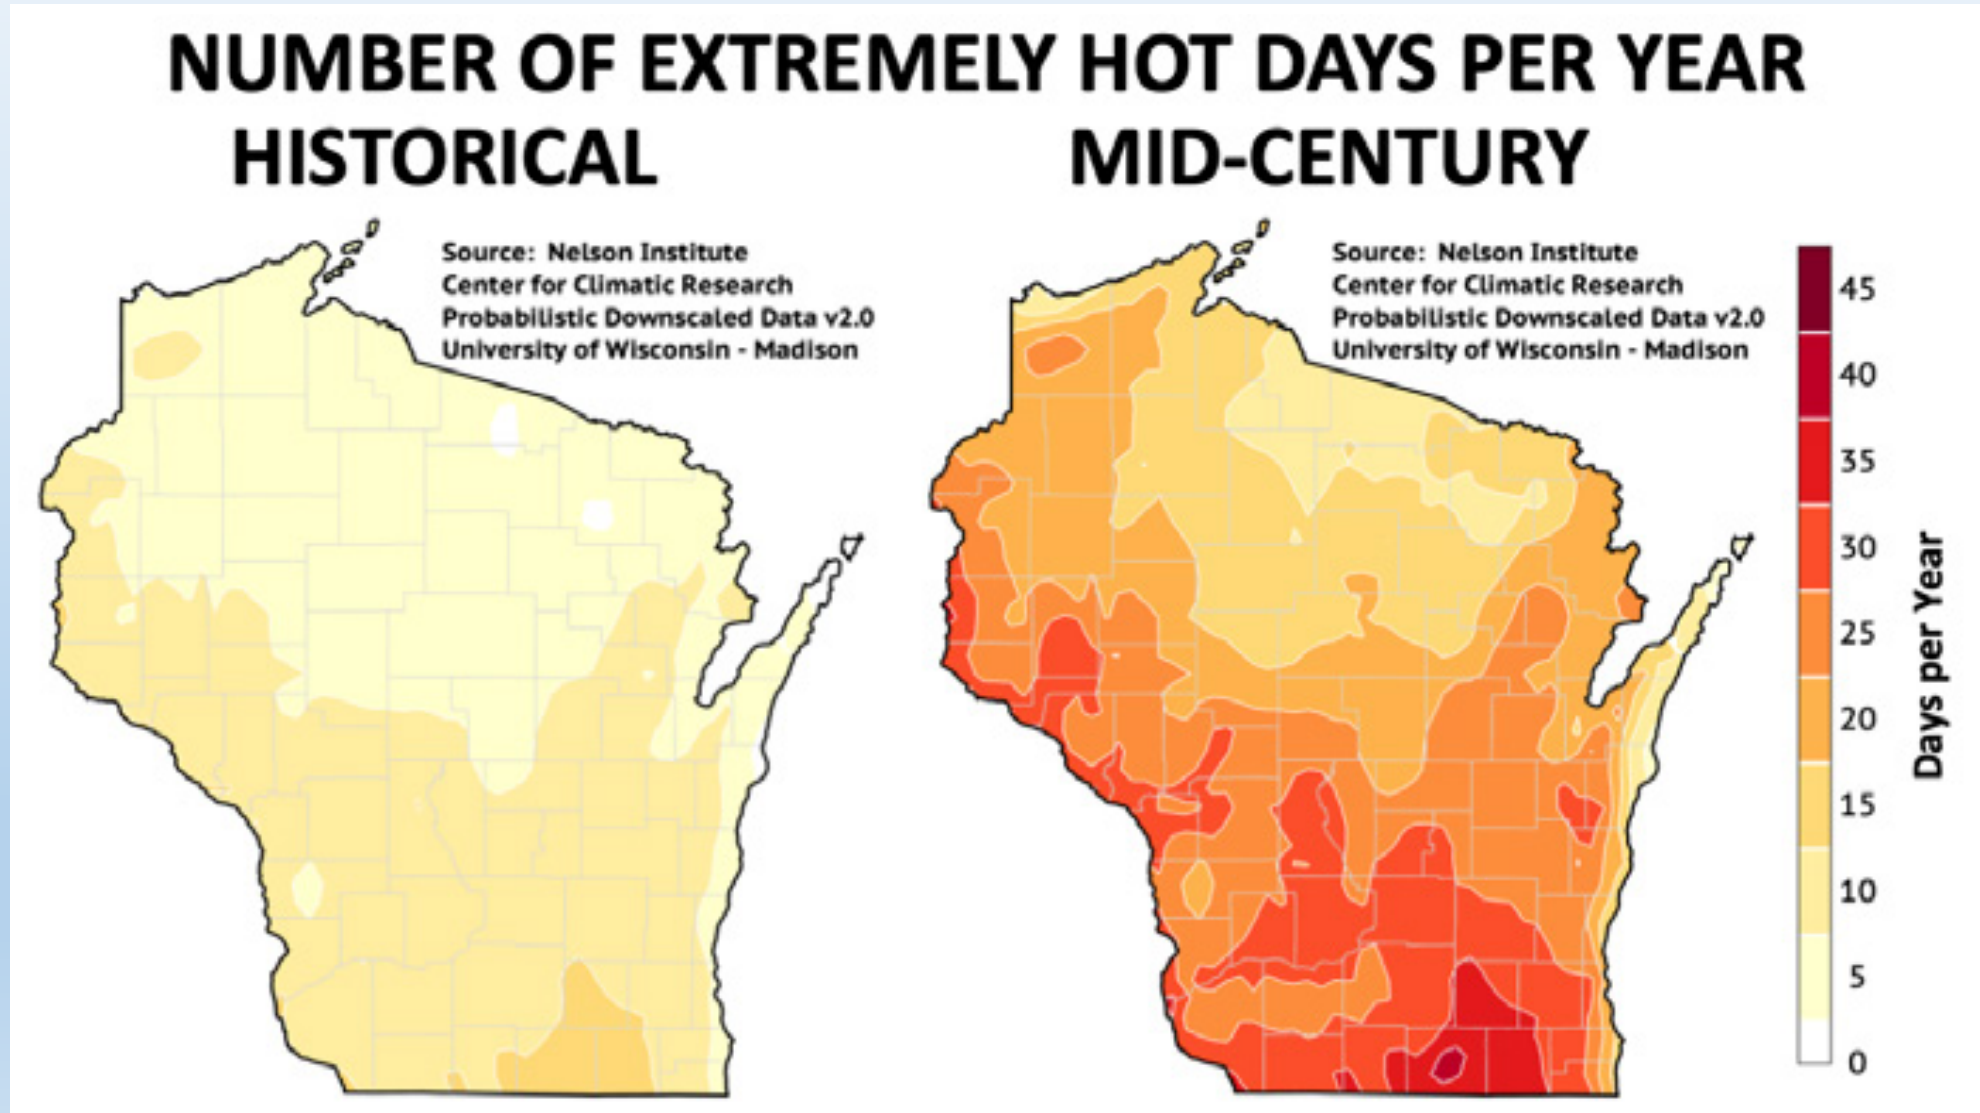 NUMBER OF EXTREMELY HOT DAYS PER YEAR
HISTORICAL
MID-CENTURY
Source: Nelson Institute
Center for Climatic Research
Probabilistic Downscaled Data v2.0
University of Wisconsin - Madison
Source: Nelson Institute
Center for Climatic Research
Probabilistic Downscaled Data v2.0
University of Wisconsin - Madison
45
40
35
30
25
20
15
10
5
0
Days per Year